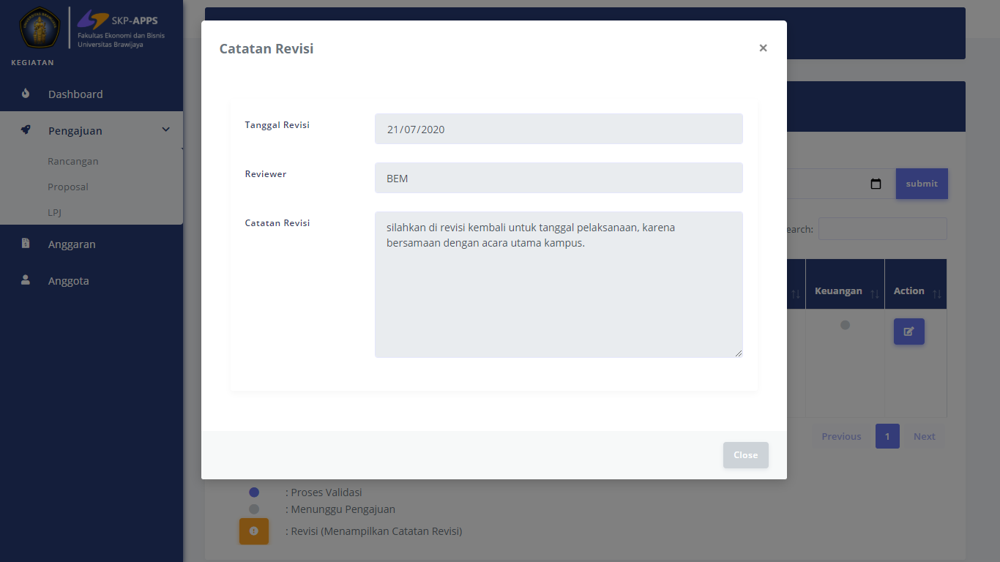 SKP-APPS
Fakultas Ekonomi dan Bisnis
Universitas Brawijaya
KEGIATAN
Dashboard
Pengajuan
Rancangan
Proposal
LPJ
Anggaran
Anggota
Catatan Revisi
×
Tanggal Revisi
21/07/2020
Reviewer
BEM
Catatan Revisi
silahkan di revisi kembali untuk tanggal pelaksanaan, karena
bersamaan dengan acara utama kampus.
Close
submit
earch:
Keuangan
Action
Previous
1
Next
: Proses Validasi
: Menunggu Pengajuan
: Revisi (Menampilkan Catatan Revisi)